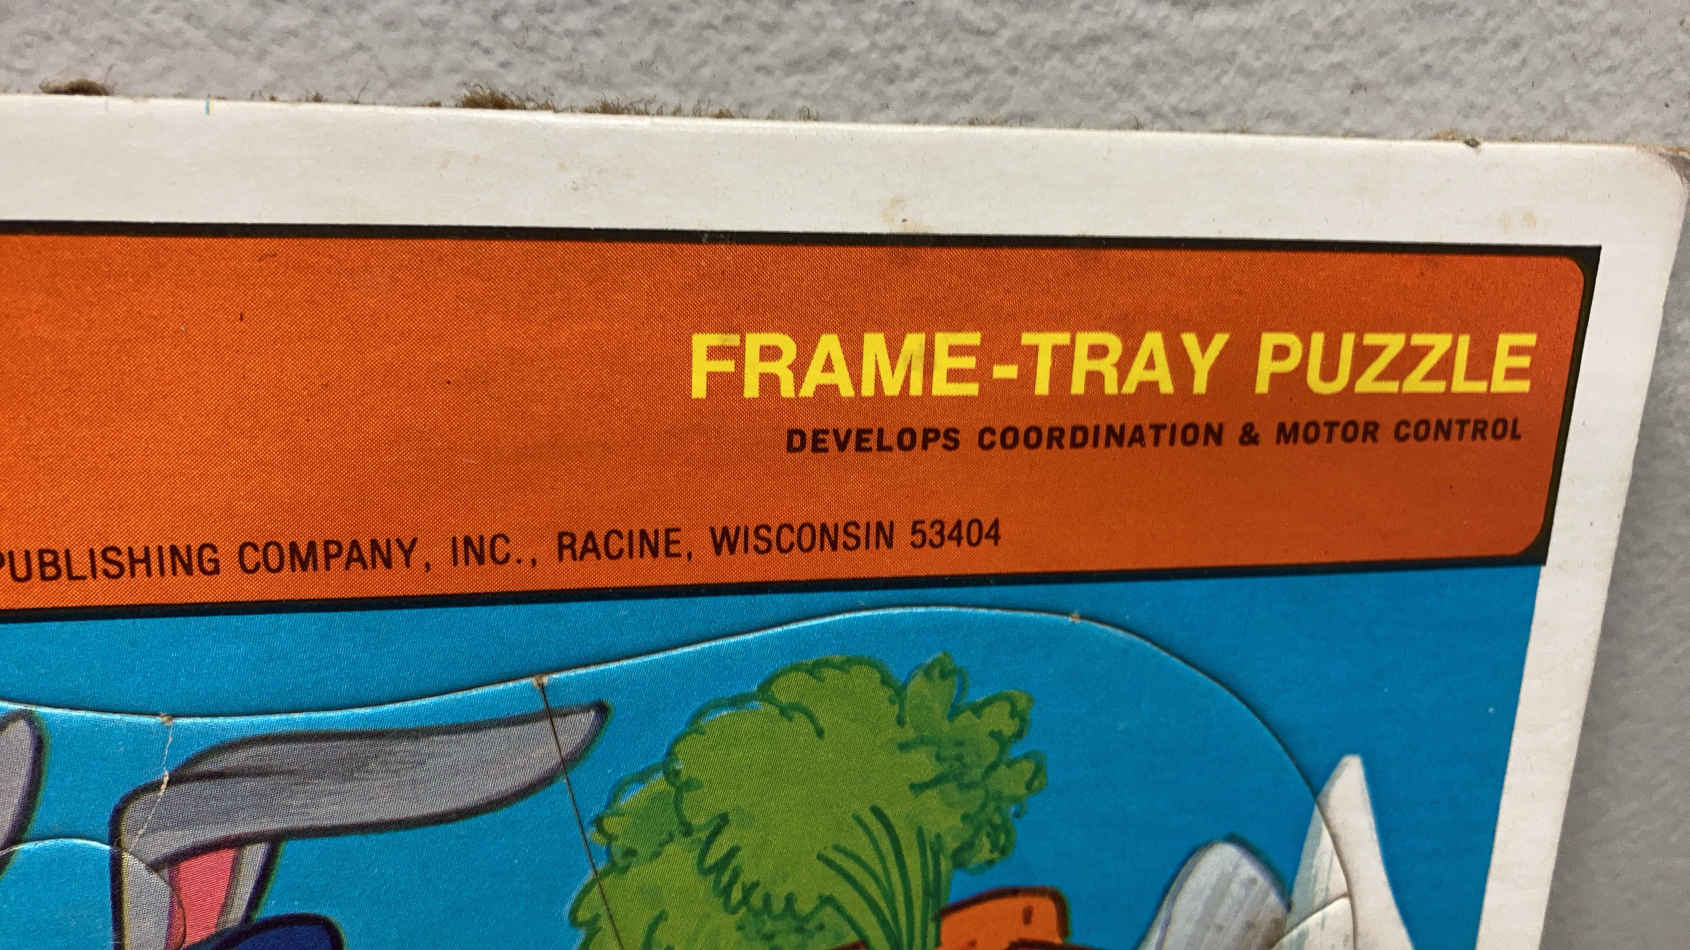 FRAME-TRAY PUZZLE
DEVELOPS COORDINATION & MOTOR CONTROL
PUBLISHING COMPANY, INC., RACINE, WISCONSIN 53404